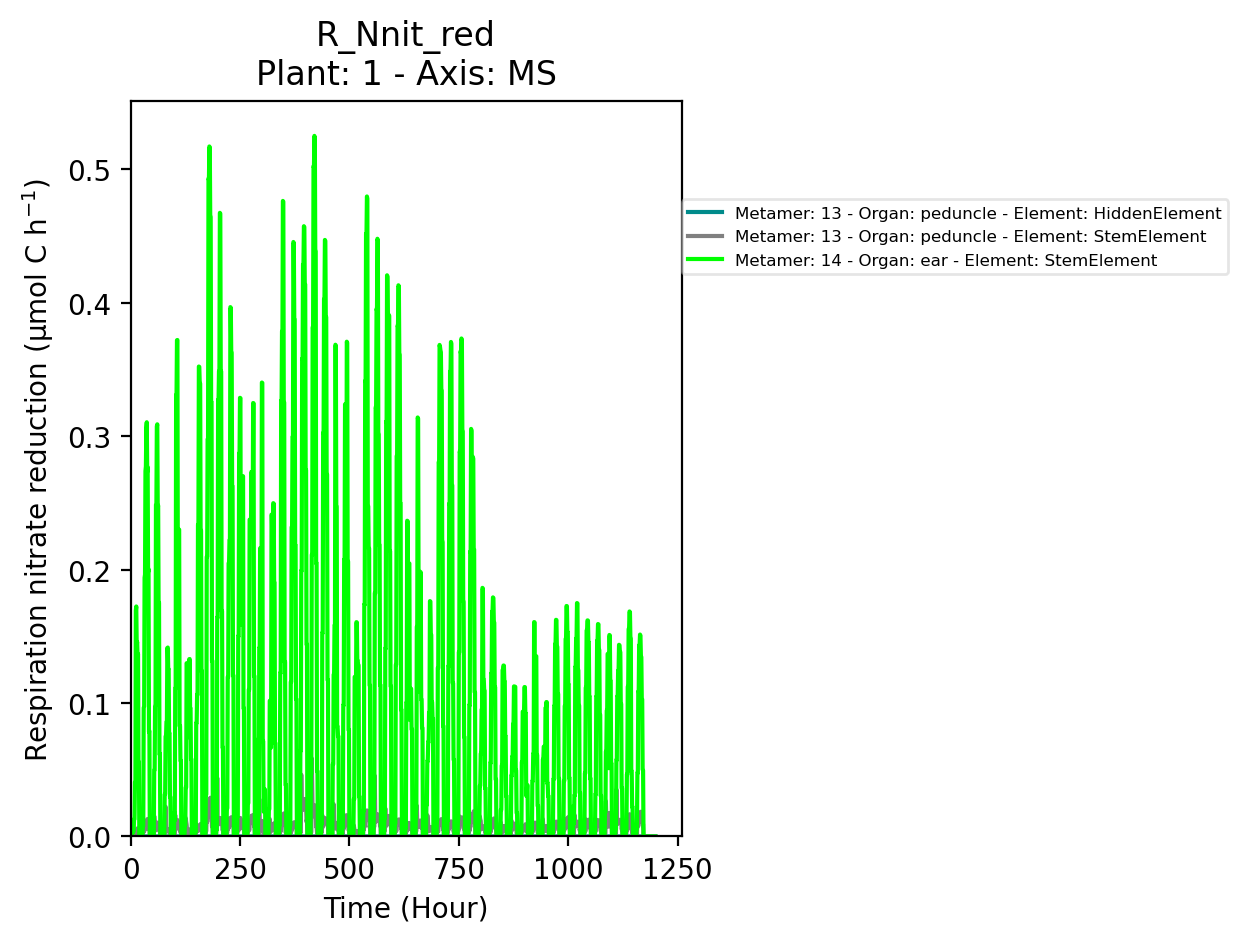 R_Nnit_red
Plant: 1 - Axis: MS
Respiration nitrate reduction (µmol C h⁻¹)
0.5
0.4
0.3
0.2
0.1
0.0
0 250 500 750 1000 1250
Time (Hour)
Metamer: 13 - Organ: peduncle - Element: HiddenElement
Metamer: 13 - Organ: peduncle - Element: StemElement
Metamer: 14 - Organ: ear - Element: StemElement